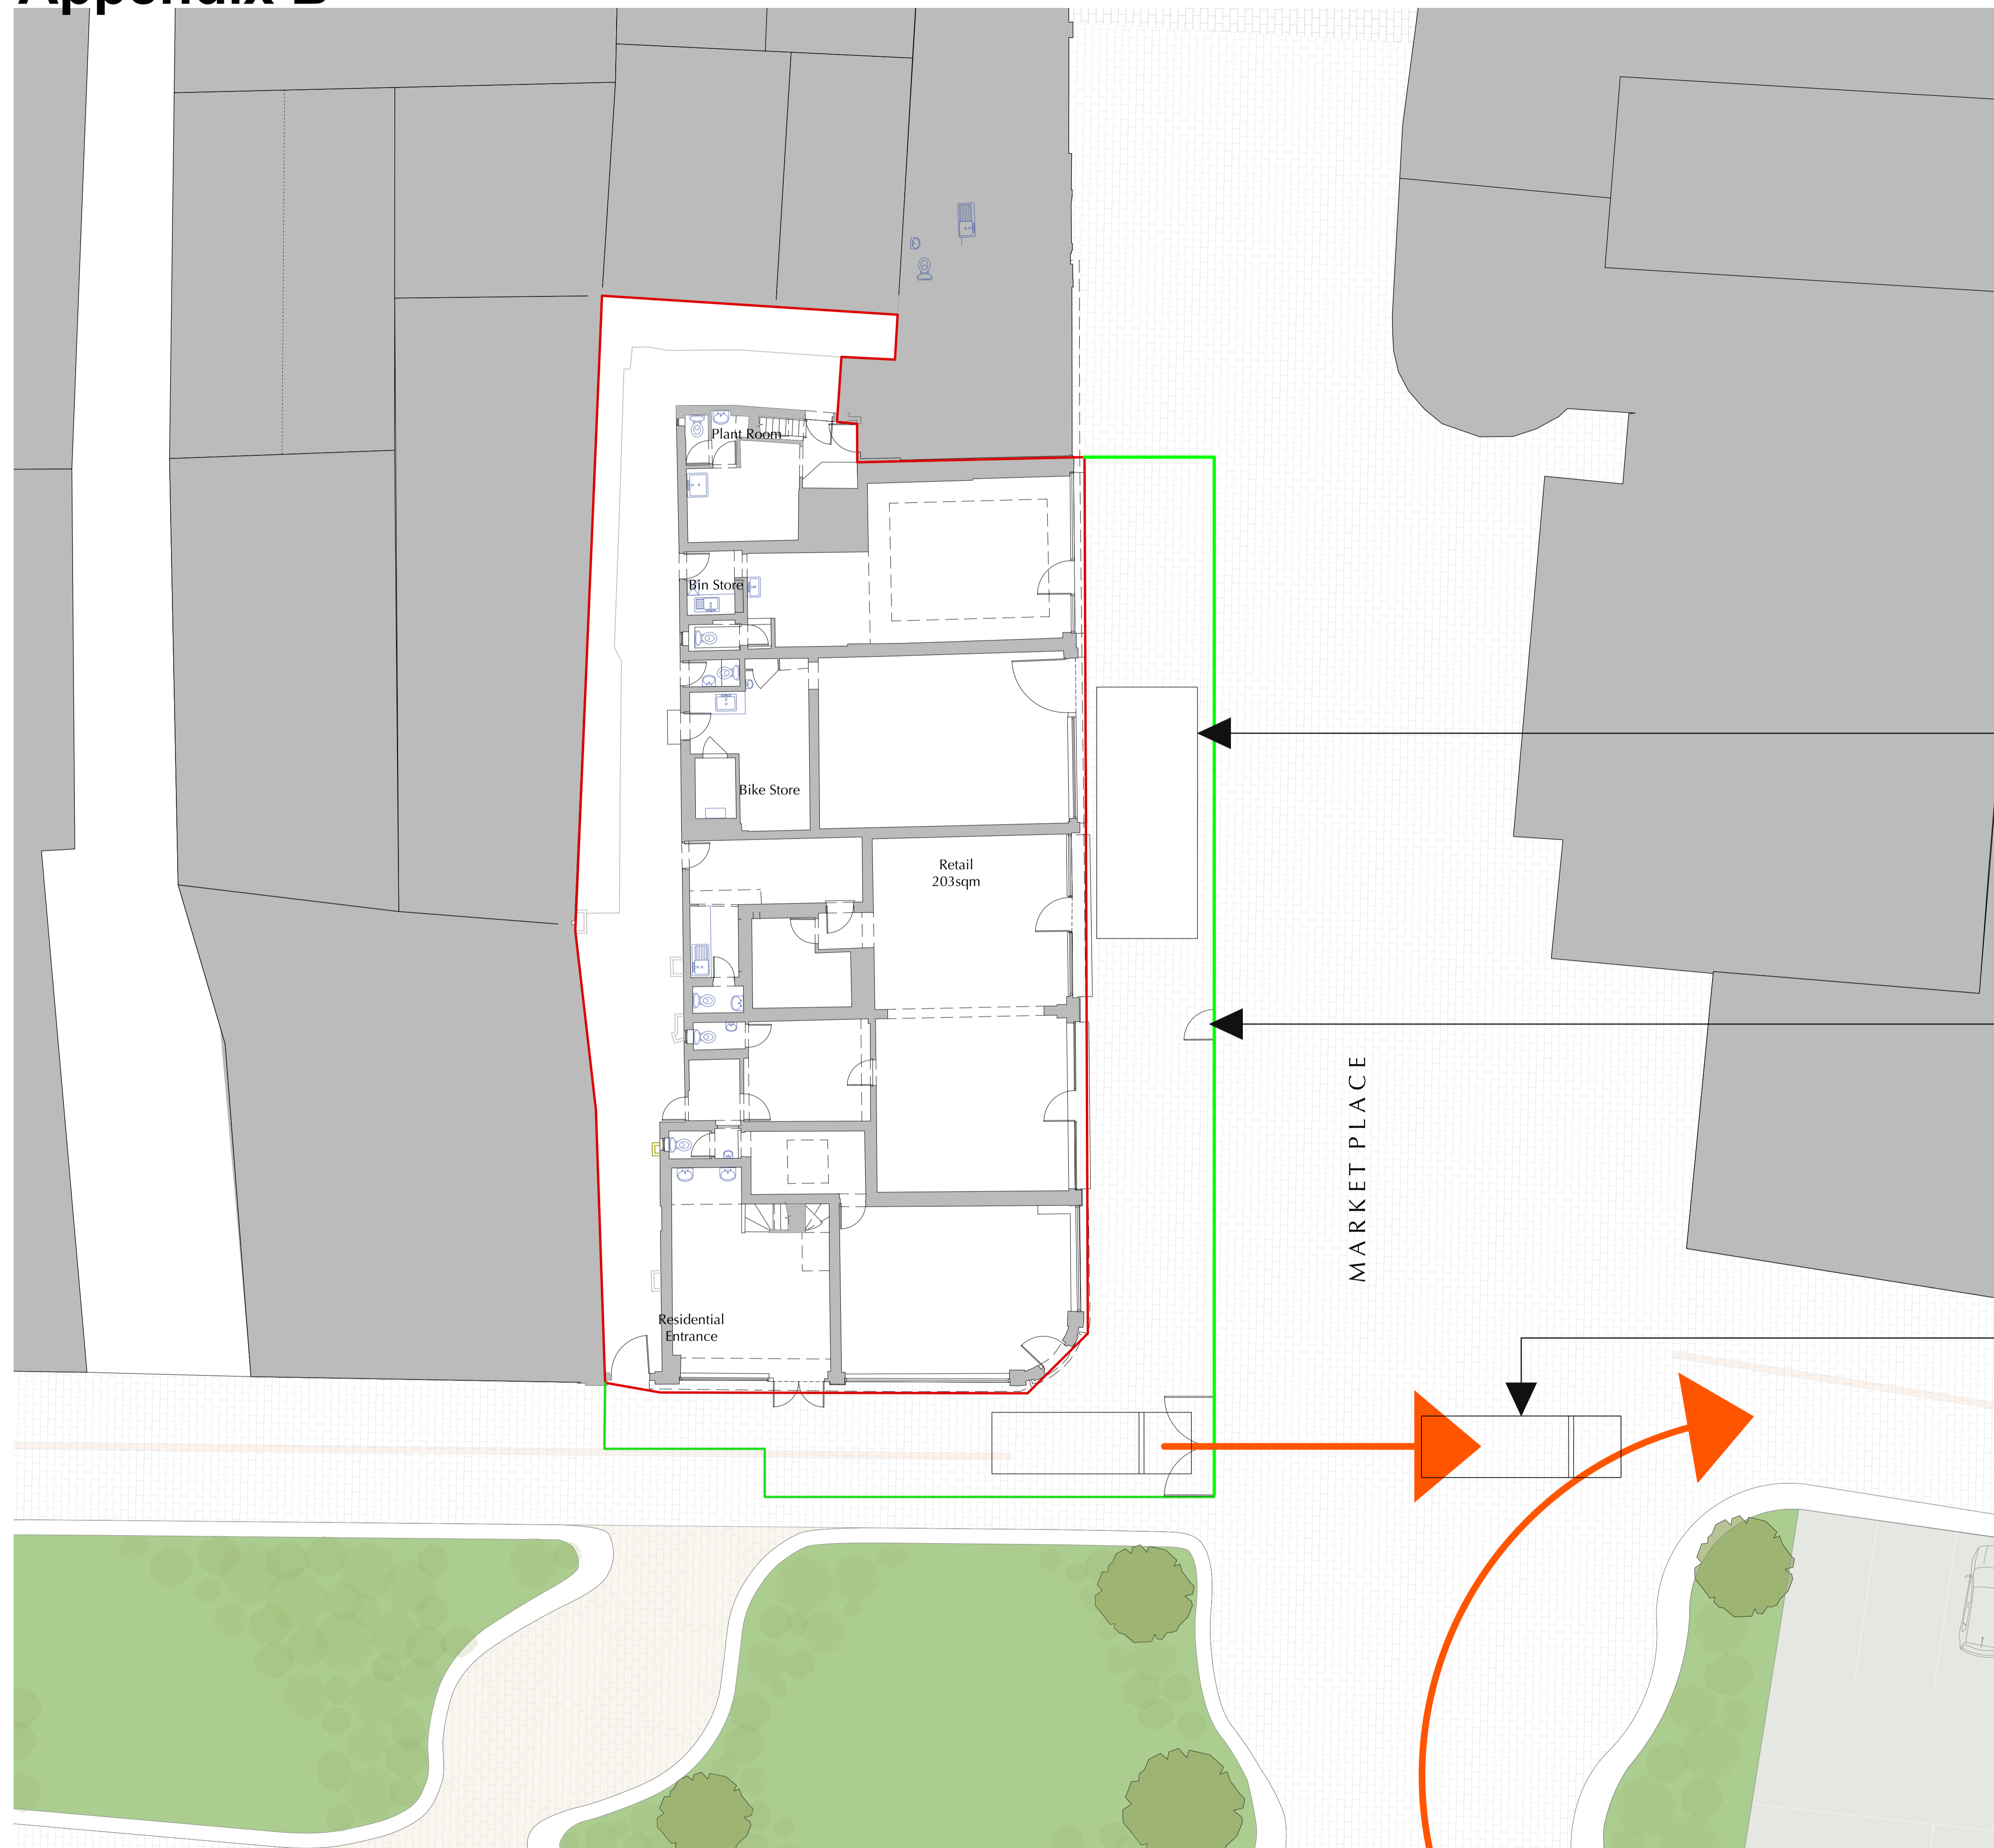 Appendix B
Plant Room
Bin Store
Bike Store
Retail
203sqm
MARKET PLACE
Residential
Entrance